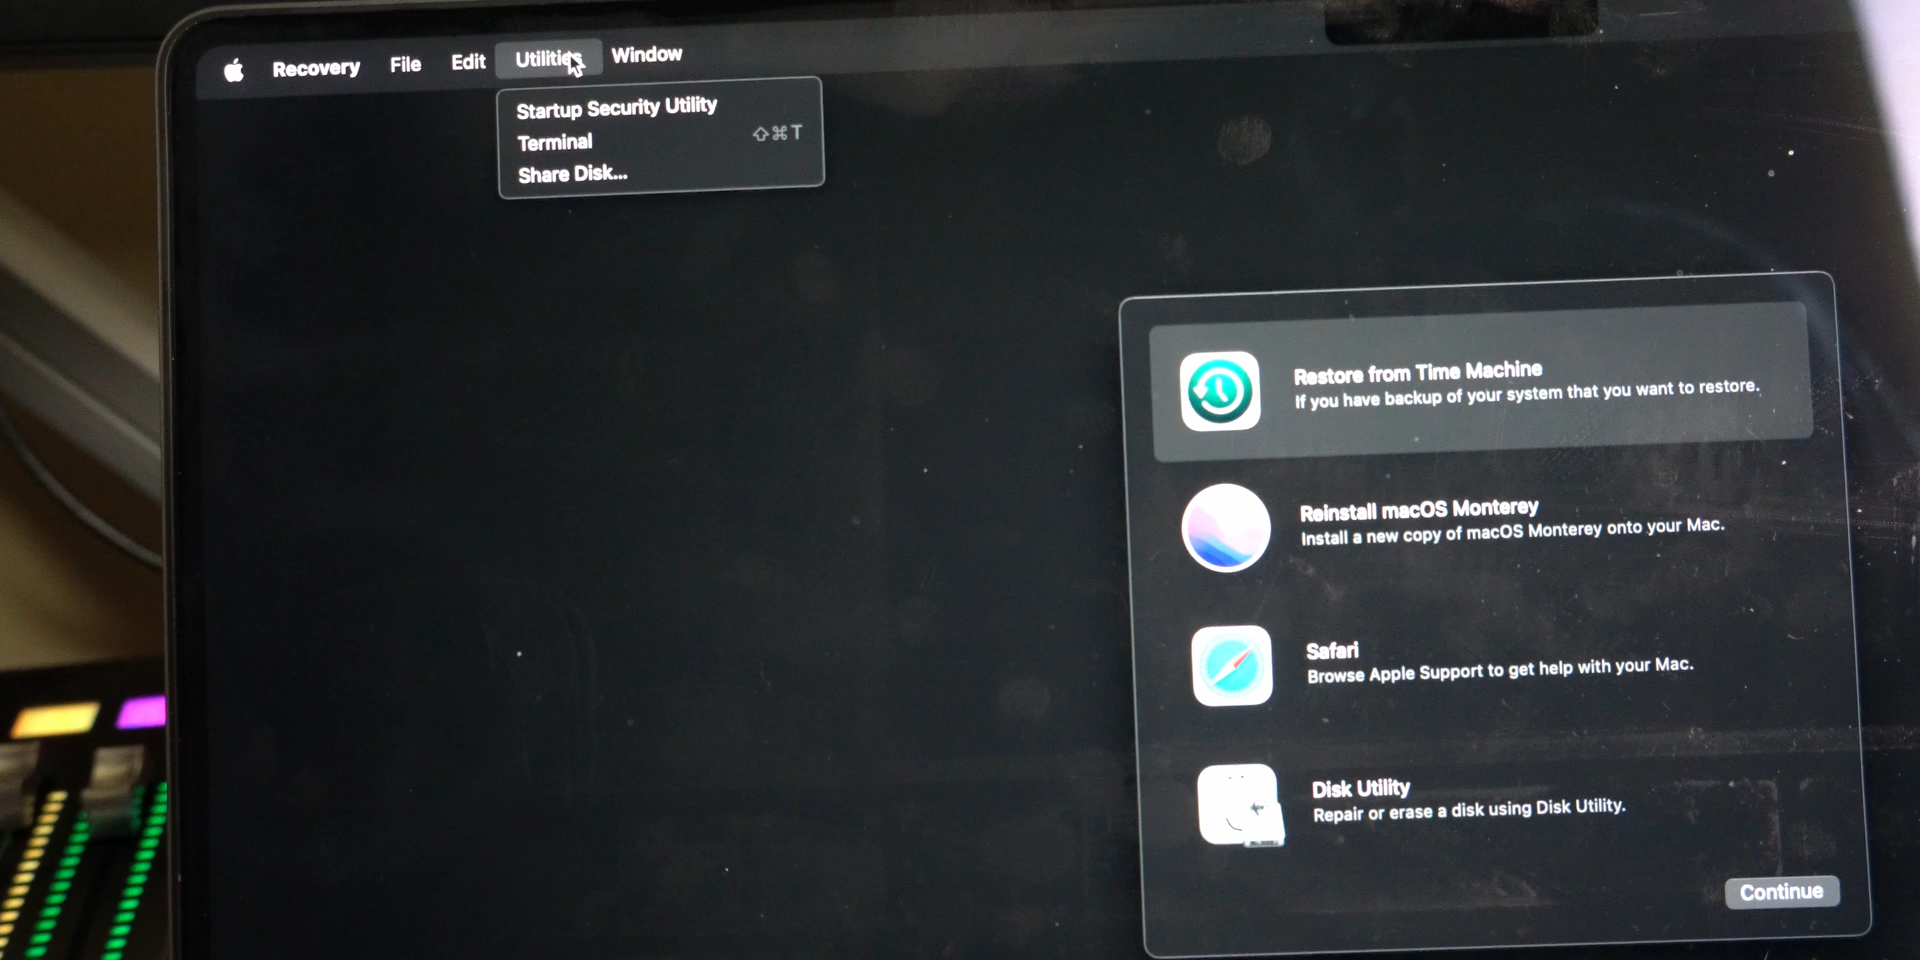 Recovery File Edit Utilities Window
Startup Security Utility
Terminal ⇧⌘T
Share Disk...
Restore from Time Machine
If you have backup of your system that you want to restore.
Reinstall macOS Monterey
Install a new copy of macOS Monterey onto your Mac.
Safari
Browse Apple Support to get help with your Mac.
Disk Utility
Repair or erase a disk using Disk Utility.
Continue